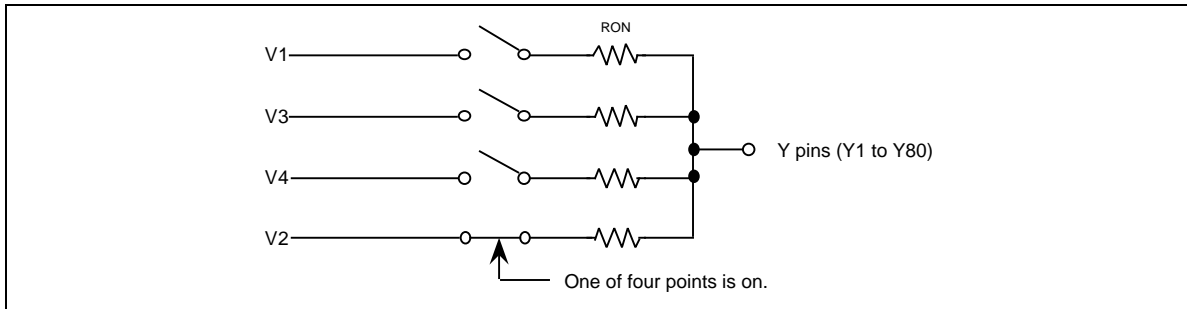 RON
V1
V3
Y pins (Y1 to Y80)
V4
V2
One of four points is on.